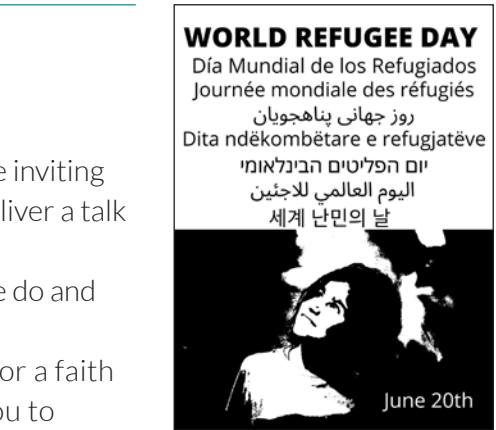 e inviting
liver a talk
e do and
or a faith
ou to
WORLD REFUGEE DAY
Día Mundial de los Refugiados
Journée mondiale des réfugiés
روز جهانی پناهجویان
Dita ndëkombëtare e refugjatëve
יום הפליטים הבינלאומי
اليوم العالمي للاجئين
세계 난민의 날
June 20th